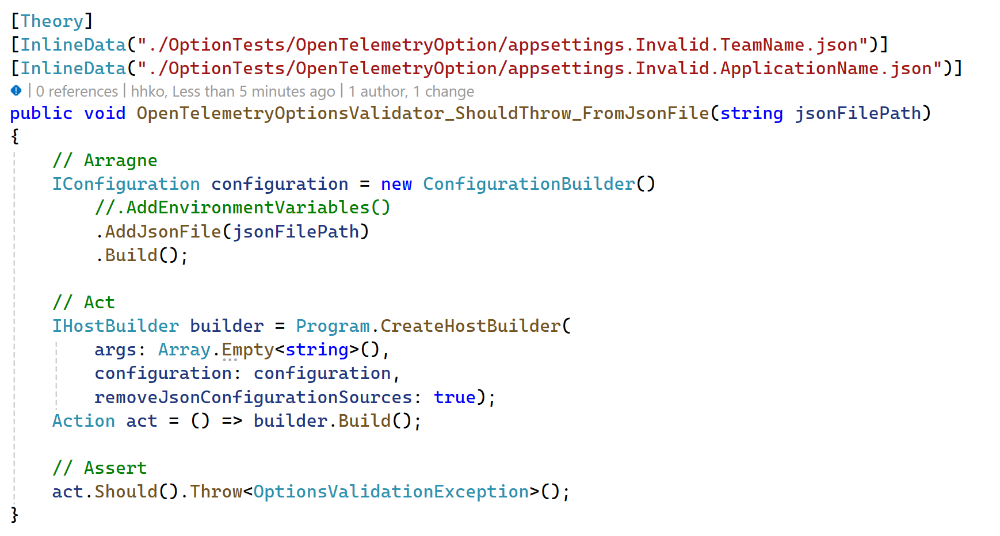 [Theory]
[InlineData("./OptionTests/OpenTelemetryOption/appsettings.Invalid.TeamName.json")]
[InlineData("./OptionTests/OpenTelemetryOption/appsettings.Invalid.ApplicationName.json")]
0 references | hhko, Less than 5 minutes ago | 1 author, 1 change
public void OpenTelemetryOptionsValidator_ShouldThrow_FromJsonFile(string jsonFilePath)
{
    // Arragne
    IConfiguration configuration = new ConfigurationBuilder()
        //.AddEnvironmentVariables()
        .AddJsonFile(jsonFilePath)
        .Build();

    // Act
    IHostBuilder builder = Program.CreateHostBuilder(
        args: Array.Empty<string>(),
        configuration: configuration,
        removeJsonConfigurationSources: true);
    Action act = () => builder.Build();

    // Assert
    act.Should().Throw<OptionsValidationException>();
}